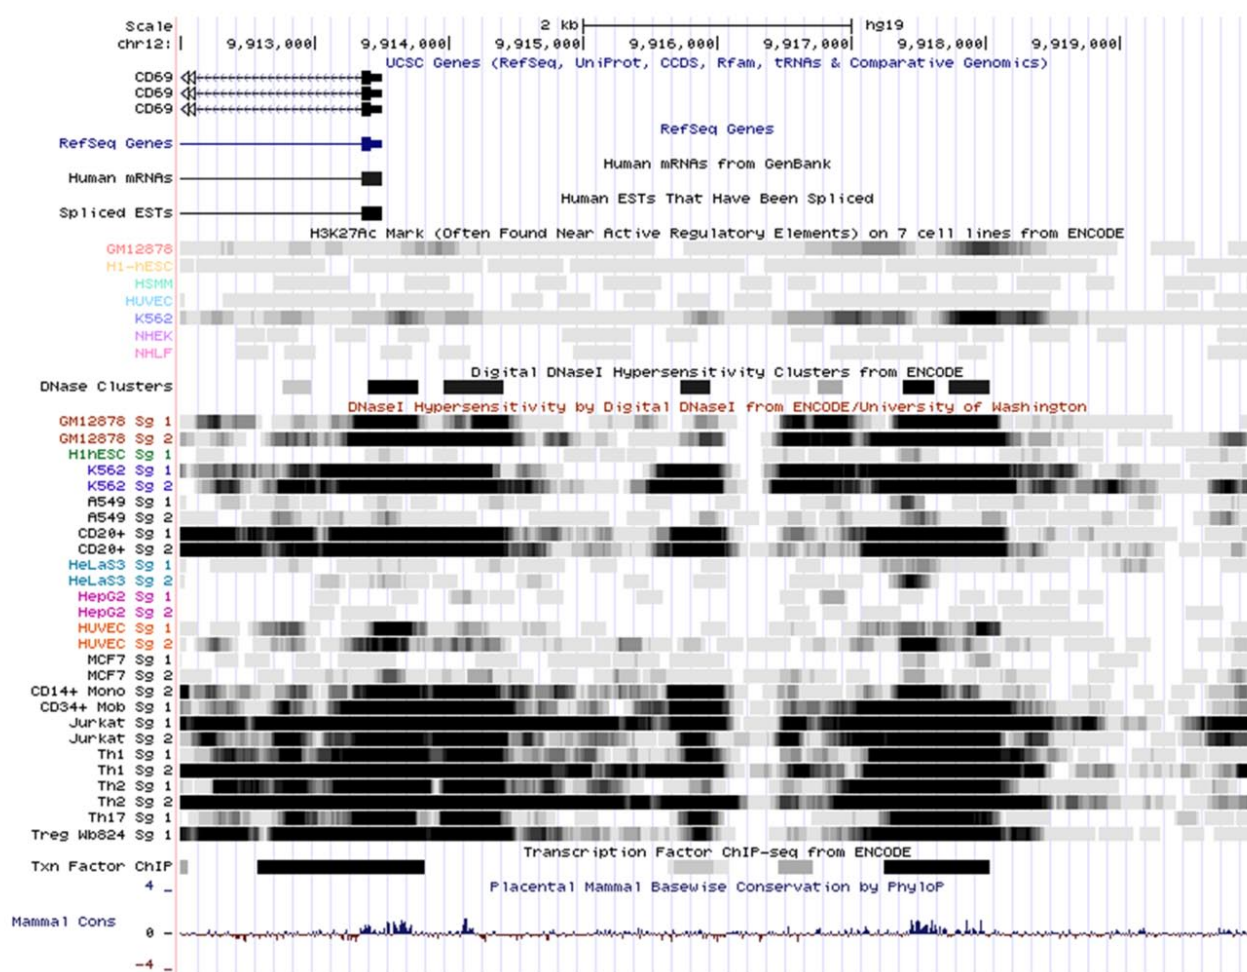 Scale 2 kb hg19
chr12: 9,913,000 9,914,000 9,915,000 9,916,000 9,917,000 9,918,000 9,919,000
UCSC Genes (RefSeq, UniProt, CCDS, Rfam, tRNAs & Comparative Genomics)
CD69
CD69
CD69
RefSeq Genes
RefSeq Genes
Human mRNAs from GenBank
Human mRNAs
Human ESTs That Have Been Spliced
Spliced ESTs
H3K27Ac Mark (Often Found Near Active Regulatory Elements) on 7 cell lines from ENCODE
GM12878
H1-hESC
HSMM
HUVEC
K562
NHEK
NHLF
Digital DNaseI Hypersensitivity Clusters from ENCODE
DNase Clusters
DNaseI Hypersensitivity by Digital DNaseI from ENCODE/University of Washington
GM12878 Sg 1
GM12878 Sg 2
H1hESC Sg 1
K562 Sg 1
K562 Sg 2
A549 Sg 1
A549 Sg 2
CD20+ Sg 1
CD20+ Sg 2
HeLaS3 Sg 1
HeLaS3 Sg 2
HepG2 Sg 1
HepG2 Sg 2
HUVEC Sg 1
HUVEC Sg 2
MCF7 Sg 1
MCF7 Sg 2
CD14+ Mono Sg 2
CD34+ Mob Sg 1
Jurkat Sg 1
Jurkat Sg 2
Th1 Sg 1
Th1 Sg 2
Th2 Sg 1
Th2 Sg 2
Th17 Sg 1
Treg Wb824 Sg 1
Transcription Factor ChIP-seq from ENCODE
Txn Factor ChIP
4 _ Placental Mammal Basewise Conservation by PhyloP
Mammal Cons
0 -
-4 _